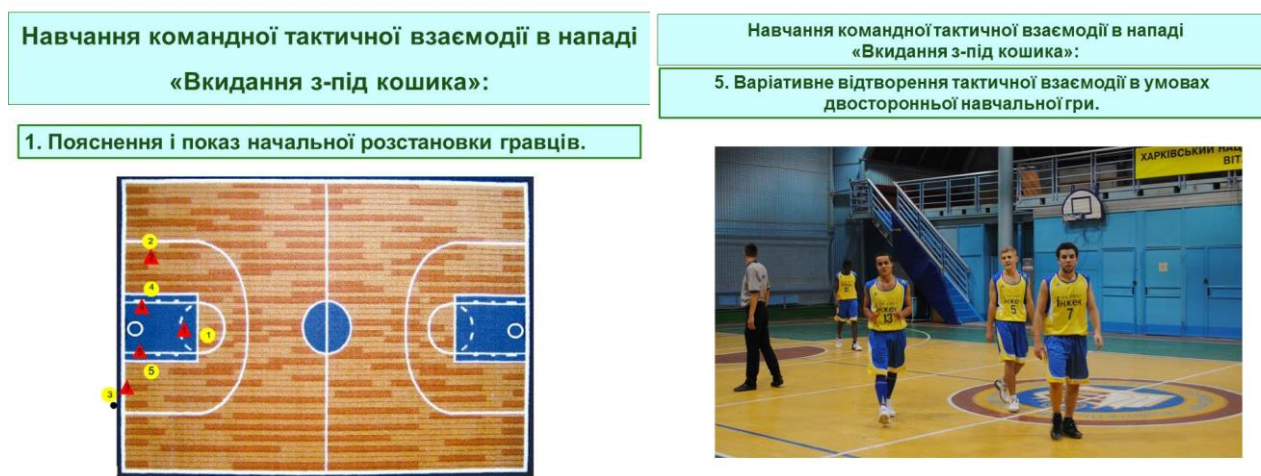 Навчання командної тактичної взаємодії в нападі
«Вкидання з-під кошика»:
1. Пояснення і показ начальної розстановки гравців.
2
4
1
5
3
Навчання командної тактичної взаємодії в нападі
«Вкидання з-під кошика»:
5. Варіативне відтворення тактичної взаємодії в умовах
двосторонньої навчальної гри.
ХАРКІВСЬКИЙ НАЦ
ВІТ
13
5
Інжек
7